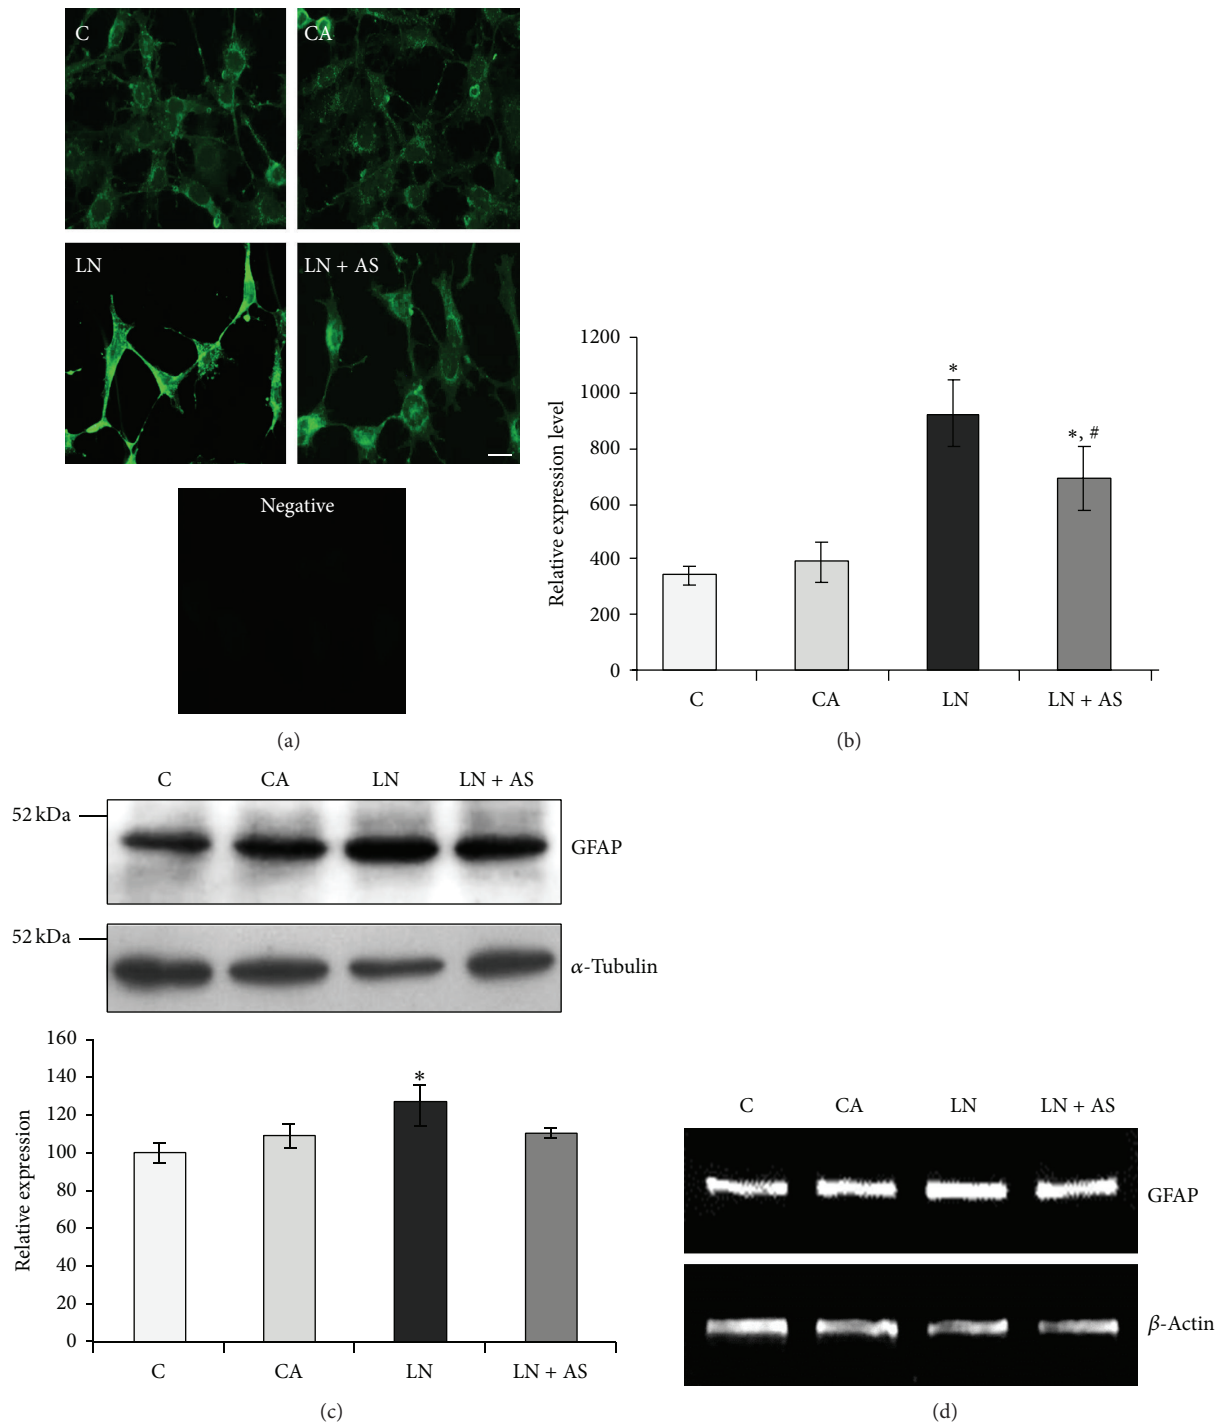 C
CA
LN
LN + AS
Negative
(a)
1200
1000
800
600
400
200
0
Relative expression level
*
*, #
C
CA
LN
LN + AS
(b)
C
CA
LN
LN + AS
52 kDa
GFAP
52 kDa
α-Tubulin
160
140
120
100
80
60
40
20
0
Relative expression
*
C
CA
LN
LN + AS
(c)
C
CA
LN
LN + AS
GFAP
β-Actin
(d)